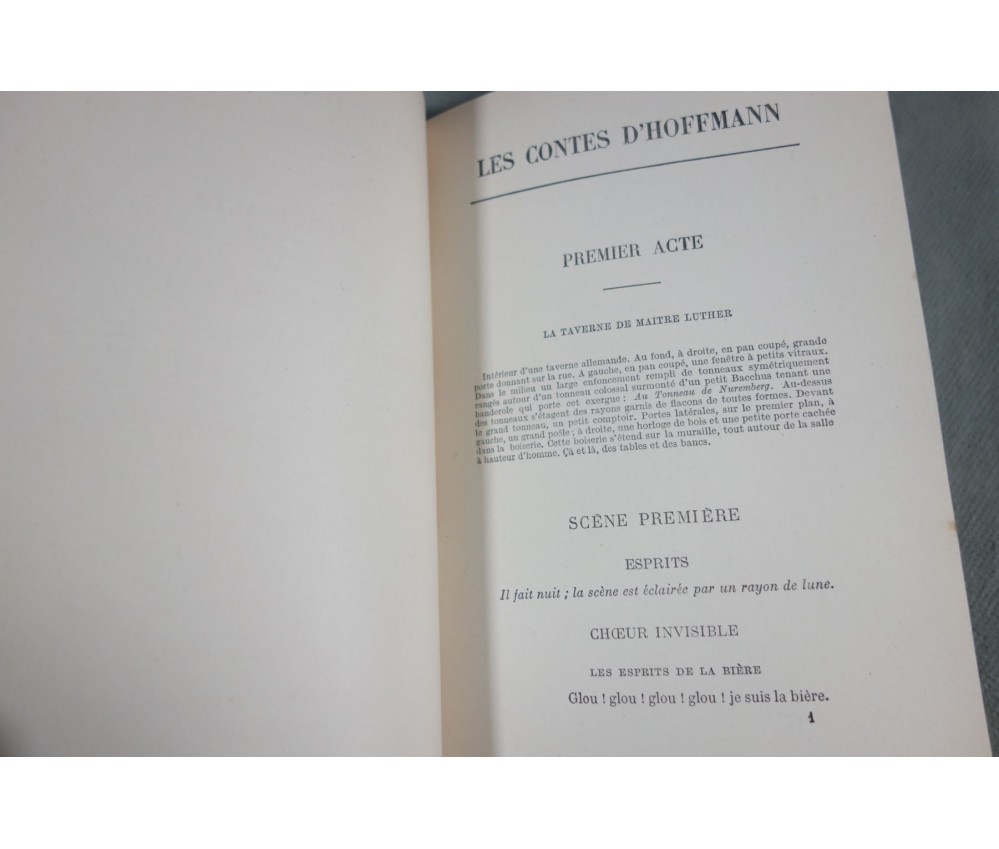 LES CONTES D'HOFFMANN
PREMIER ACTE
LA TAVERNE DE MAITRE LUTHER
Intérieur d'une taverne allemande. Au fond, à droite, en pan coupé, grande
porte donnant sur la rue. A gauche, en pan coupé, une fenêtre à petits vitraux.
Dans le milieu un large enfoncement rempli de tonneaux symétriquement
rangés autour d'un tonneau colossal surmonté d'un petit Bacchus tenant une
banderole qui porte cet exergue : Au Tonneau de Nuremberg. Au-dessus
des tonneaux s'étagent des rayons garnis de flacons de toutes formes. Devant
le grand tonneau, un petit comptoir. Portes latérales, sur le premier plan, à
gauche, un grand poêle ; à droite, une horloge de bois et une petite porte cachée
dans la boiserie. Cette boiserie s'étend sur la muraille, tout autour de la salle
à hauteur d'homme. Çà et là, des tables et des bancs.
SCÈNE PREMIÈRE
ESPRITS
Il fait nuit ; la scène est éclairée par un rayon de lune.
CHŒUR INVISIBLE
LES ESPRITS DE LA BIÈRE
Glou ! glou ! glou ! glou ! je suis la bière.
1